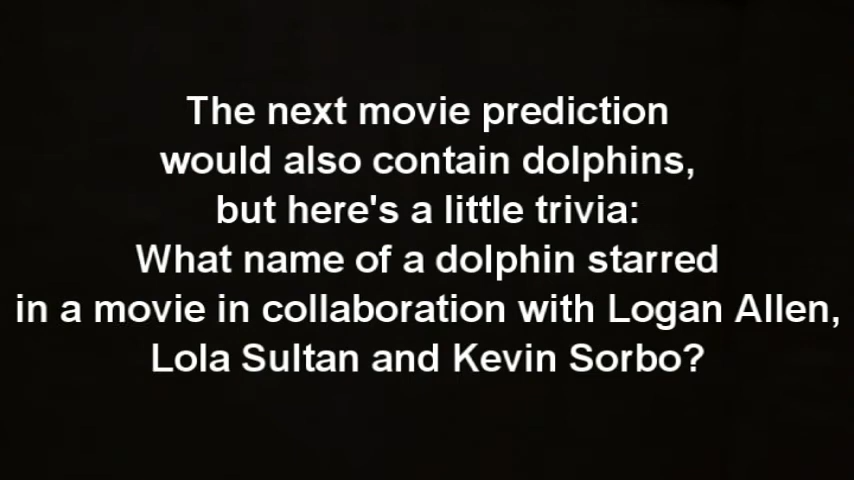 The next movie prediction
would also contain dolphins,
but here's a little trivia:
What name of a dolphin starred
in a movie in collaboration with Logan Allen,
Lola Sultan and Kevin Sorbo?